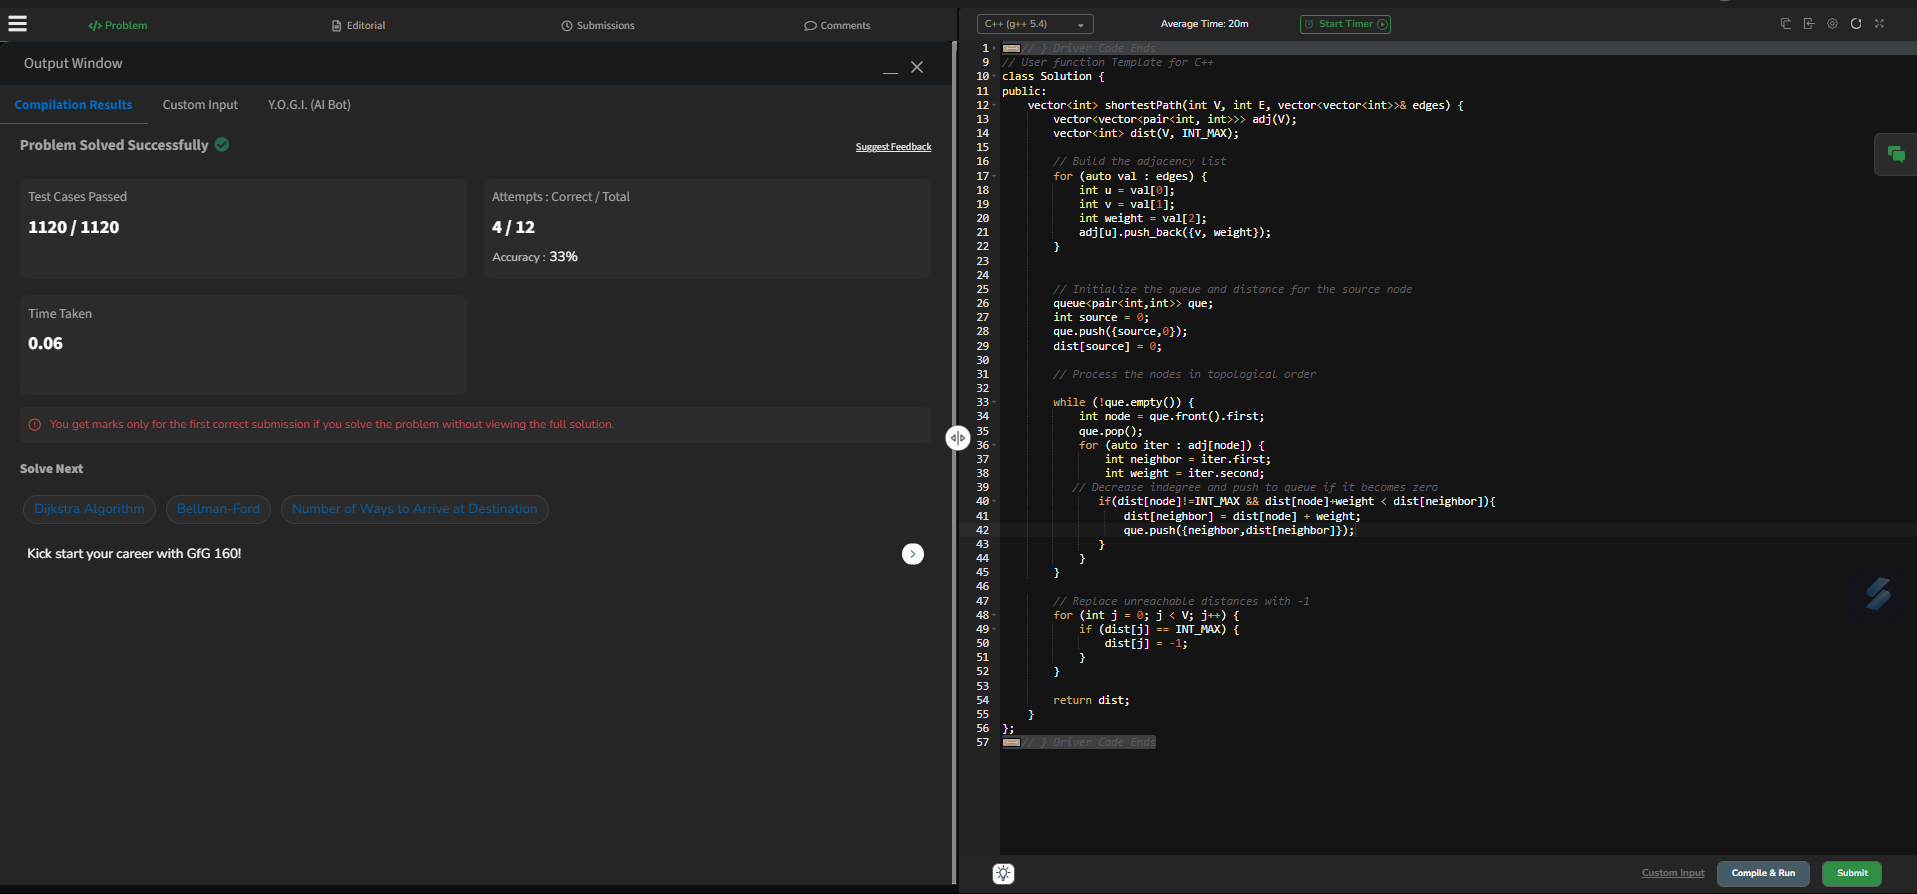 Problem
Editorial
Submissions
Comments
Output Window
Compilation Results
Custom Input
Y.O.G.I. (AI Bot)
Problem Solved Successfully
Suggest Feedback
Test Cases Passed
1120 / 1120
Attempts : Correct / Total
4 / 12
Accuracy : 33%
Time Taken
0.06
You get marks only for the first correct submission if you solve the problem without viewing the full solution.
Solve Next
Dijkstra Algorithm
Bellman-Ford
Number of Ways to Arrive at Destination
Kick start your career with GfG 160!
C++ (g++ 5.4)
Average Time: 20m
Start Timer
1 // } Driver Code Ends
9 // User function Template for C++
10 class Solution {
11 public:
12 vector<int> shortestPath(int V, int E, vector<vector<int>>& edges) {
13 vector<vector<pair<int, int>>> adj(V);
14 vector<int> dist(V, INT_MAX);
15
16 // Build the adjacency list
17 for (auto val : edges) {
18 int u = val[0];
19 int v = val[1];
20 int weight = val[2];
21 adj[u].push_back({v, weight});
22 }
23
24
25 // Initialize the queue and distance for the source node
26 queue<pair<int,int>> que;
27 int source = 0;
28 que.push({source,0});
29 dist[source] = 0;
30
31 // Process the nodes in topological order
32
33 while (!que.empty()) {
34 int node = que.front().first;
35 que.pop();
36 for (auto iter : adj[node]) {
37 int neighbor = iter.first;
38 int weight = iter.second;
39 // Decrease indegree and push to queue if it becomes zero
40 if(dist[node]!=INT_MAX && dist[node]+weight < dist[neighbor]){
41 dist[neighbor] = dist[node] + weight;
42 que.push({neighbor,dist[neighbor]});
43 }
44 }
45 }
46
47 // Replace unreachable distances with -1
48 for (int j = 0; j < V; j++) {
49 if (dist[j] == INT_MAX) {
50 dist[j] = -1;
51 }
52 }
53
54 return dist;
55 }
56 };
57 // } Driver Code Ends
Custom Input
Compile & Run
Submit